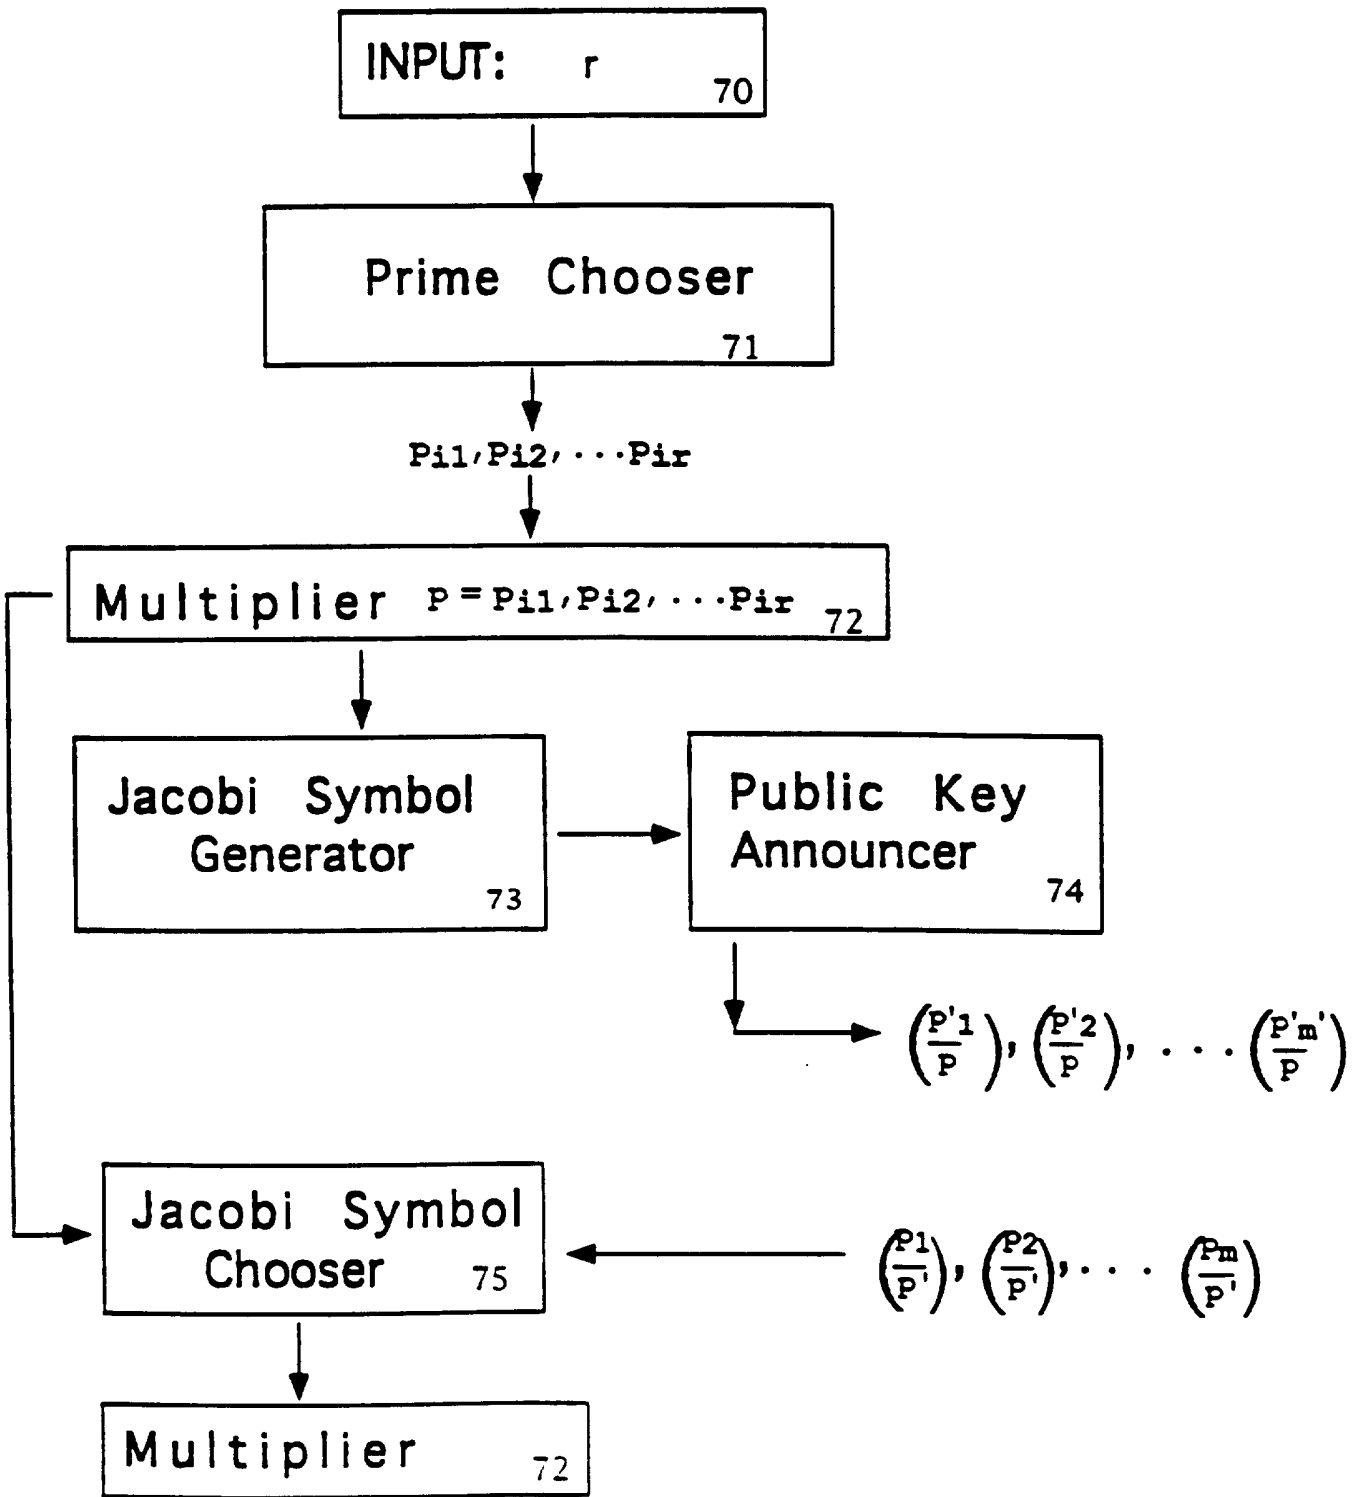 INPUT: r
70
Prime Chooser
71
Pi1,Pi2,...Pir
Multiplier P=Pi1,Pi2,...Pir 72
Jacobi Symbol
Generator
73
Public Key
Announcer
74
(p'1/p), (p'2/p), . . . (p'm'/p)
Jacobi Symbol
Chooser 75
(p1/p'), (p2/p'), . . . (pm/p')
Multiplier 72